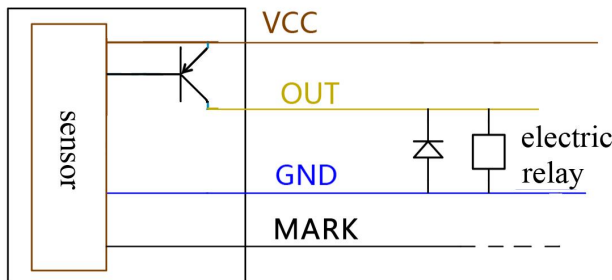 VCC
OUT
sensor
electric
relay
GND
MARK